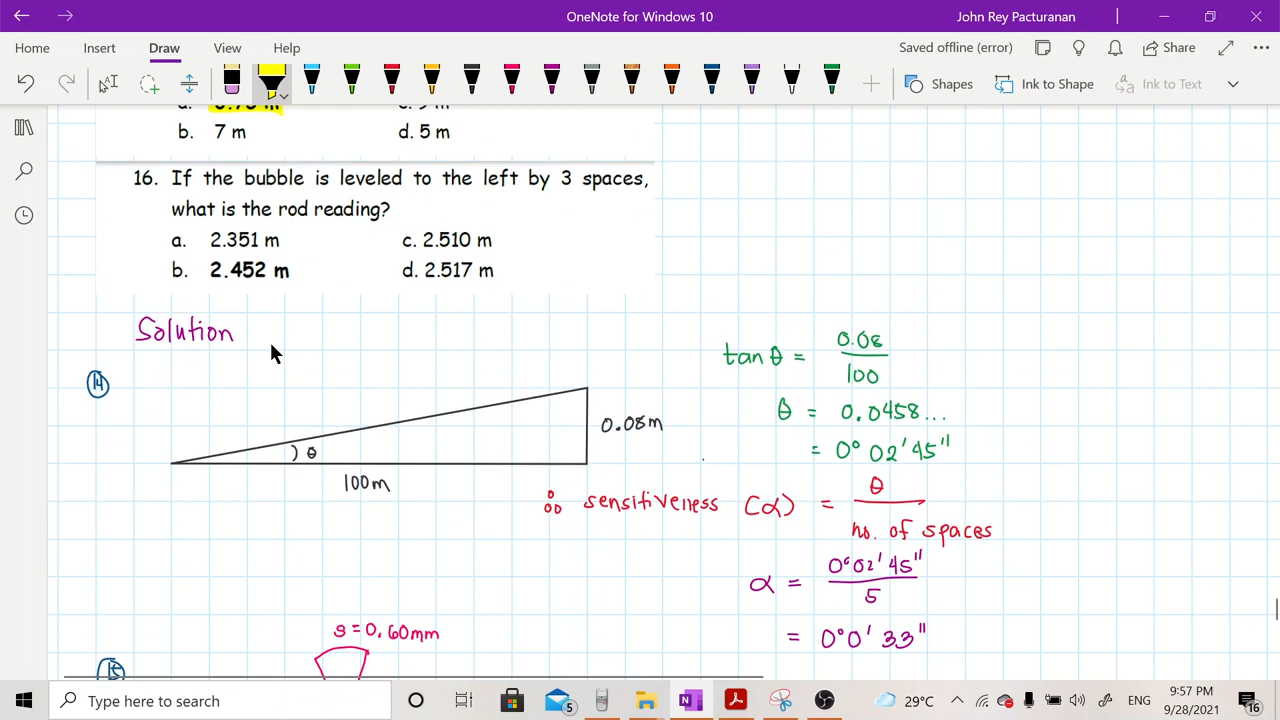 OneNote for Windows 10
John Rey Pacturanan
Home Insert Draw View Help
Saved offline (error)
Share
Shapes
Ink to Shape
Ink to Text
b. 7 m d. 5 m
16. If the bubble is leveled to the left by 3 spaces,
what is the rod reading?
a. 2.351 m c. 2.510 m
b. 2.452 m d. 2.517 m
Solution
14
θ
100m
0.08m
tan θ = 0.08
100
θ = 0.0458...
= 0° 02' 45"
∴ sensitiveness (α) = θ
no. of spaces
α = 0°02' 45"
5
= 0°0' 33"
s = 0.60mm
15
Type here to search
5
29°C
ENG
9:57 PM
9/28/2021
16